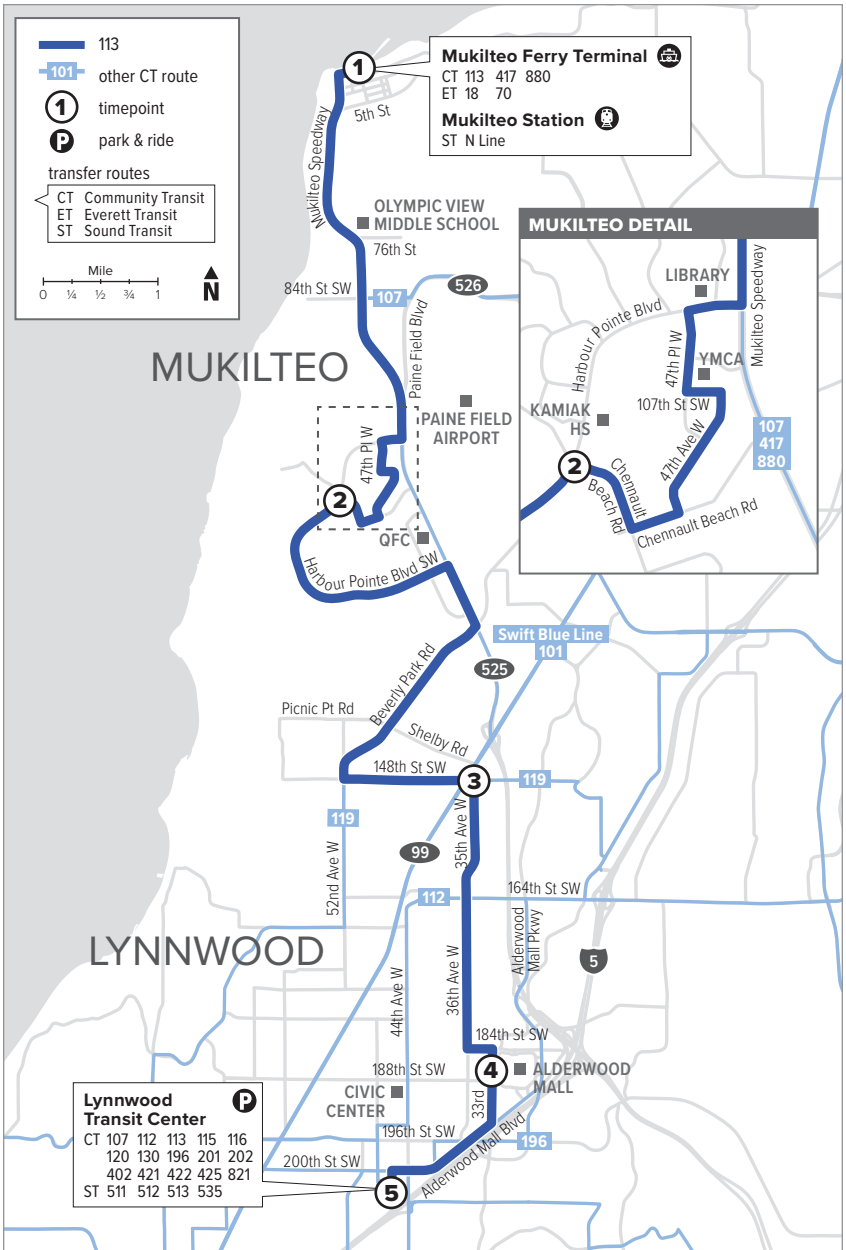 113
101 other CT route
1 timepoint
P park & ride
transfer routes
CT Community Transit
ET Everett Transit
ST Sound Transit
Mile
0 ¼ ½ ¾ 1
N
1
Mukilteo Ferry Terminal
CT 113 417 880
ET 18 70
Mukilteo Station
ST N Line
5th St
Mukilteo Speedway
OLYMPIC VIEW
MIDDLE SCHOOL
76th St
84th St SW
107
526
Paine Field Blvd
MUKILTEO
PAINE FIELD
AIRPORT
47th Pl W
2
QFC
Harbour Pointe Blvd SW
MUKILTEO DETAIL
LIBRARY
Mukilteo Speedway
Harbour Pointe Blvd
47th Pl W
YMCA
107th St SW
KAMIAK
HS
107
417
880
47th Ave W
2
Chennault
Beach Rd
Chennault Beach Rd
Swift Blue Line
101
525
Beverly Park Rd
Picnic Pt Rd
Shelby Rd
148th St SW
3
119
119
35th Ave W
99
52nd Ave W
112
164th St SW
Alderwood
Mall Pkwy
LYNNWOOD
5
36th Ave W
44th Ave W
184th St SW
188th St SW
4
ALDERWOOD
MALL
CIVIC
CENTER
33rd
196th St SW
196
Alderwood Mall Blvd
200th St SW
5
Lynnwood
Transit Center
P
CT 107 112 113 115 116
120 130 196 201 202
402 421 422 425 821
ST 511 512 513 535